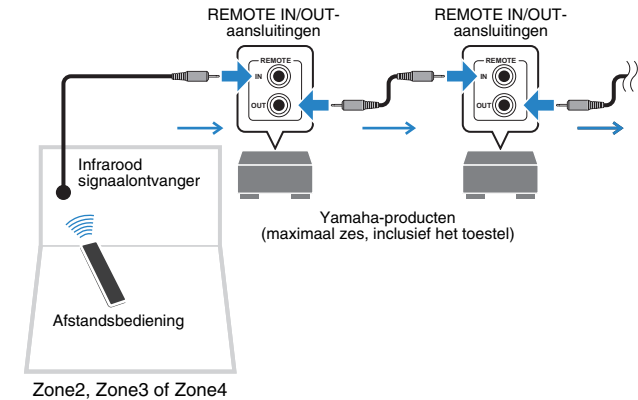 REMOTE IN/OUT-
aansluitingen
REMOTE IN/OUT-
aansluitingen
REMOTE
IN
OUT
REMOTE
IN
OUT
Infrarood
signaalontvanger
Yamaha-producten
(maximaal zes, inclusief het toestel)
Afstandsbediening
Zone2, Zone3 of Zone4